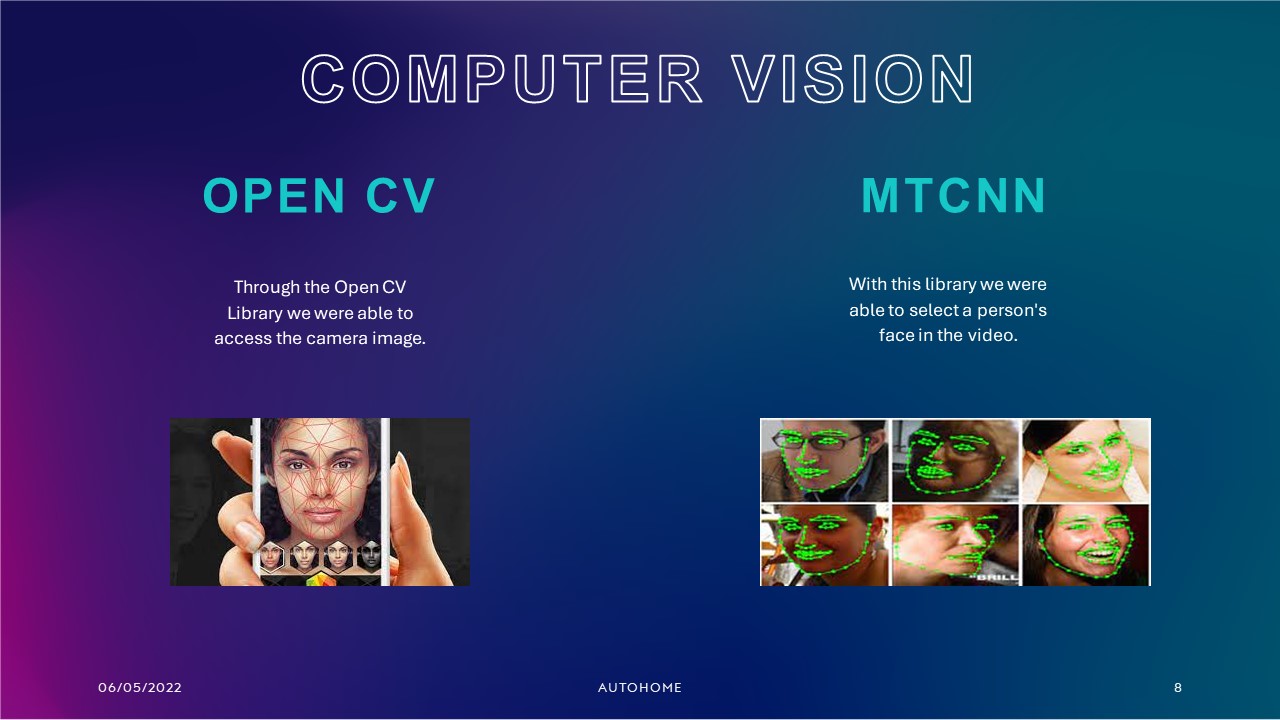 COMPUTER VISION
OPEN CV
Through the Open CV
Library we were able to
access the camera image.
MTCNN
With this library we were
able to select a person's
face in the video.
BRILL
06/05/2022
AUTOHOME
8